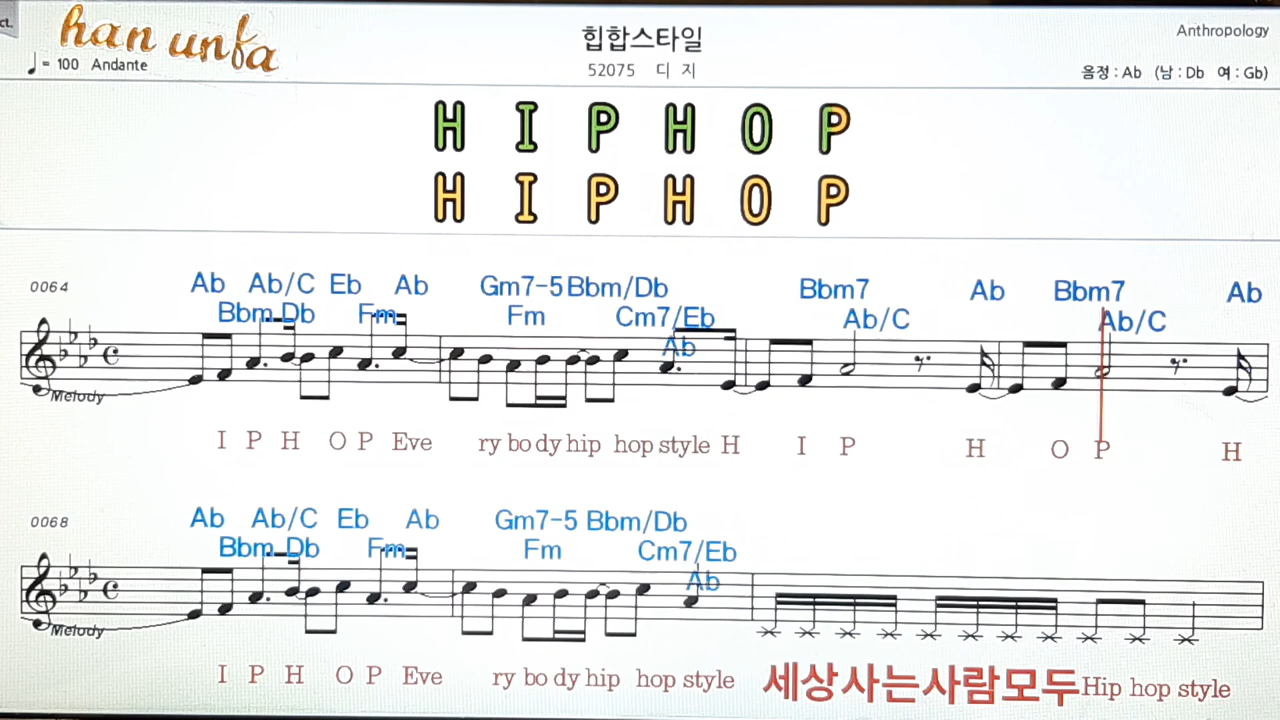 ct.
han unfa
힙합스타일
Anthropology
♩= 100 Andante
52075 디 지
음정 : Ab (남 : Db 여 : Gb)
H I P H O P
H I P H O P
0064
Ab Ab/C Eb Ab Gm7-5 Bbm/Db Bbm7 Ab Bbm7 Ab
Bbm Db Fm Fm Cm7/Eb Ab/C Ab/C
Ab
Melody
I P H O P Eve ry bo dy hip hop style H I P H O P H
0068
Ab Ab/C Eb Ab Gm7-5 Bbm/Db
Bbm Db Fm Fm Cm7/Eb
Ab
Melody
I P H O P Eve ry bo dy hip hop style 세상사는사람모두Hip hop style